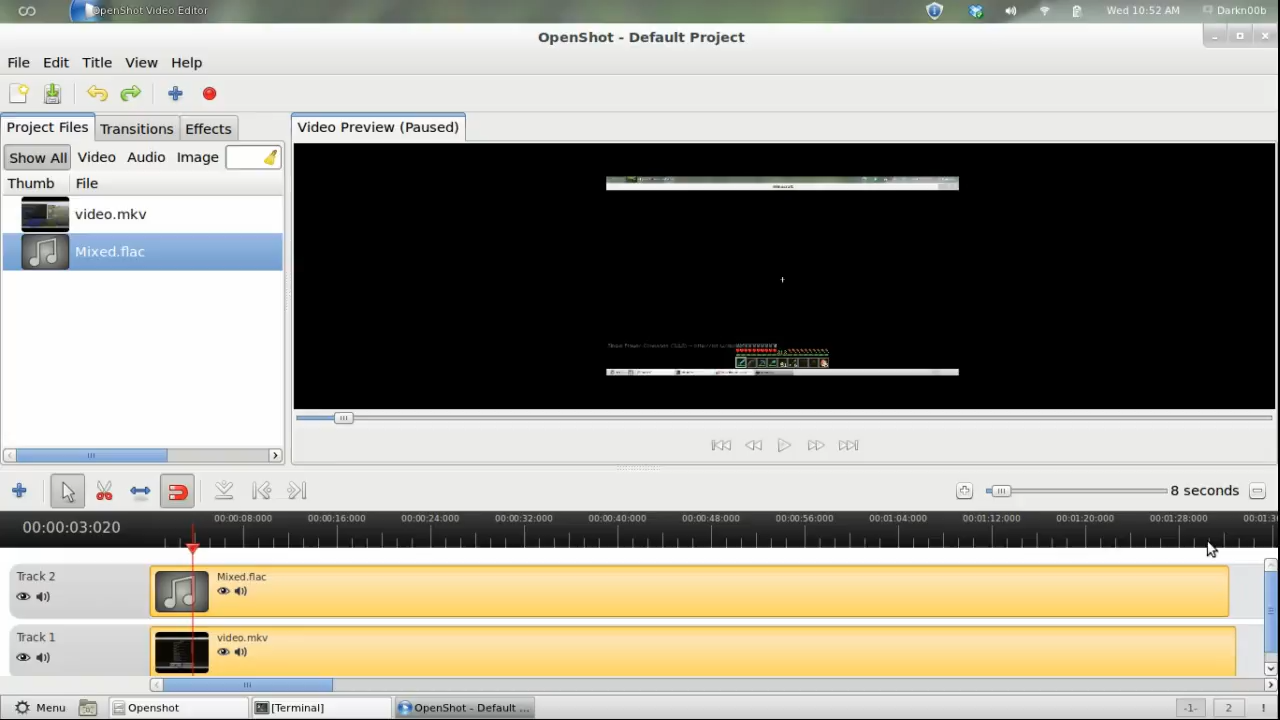 OpenShot Video Editor
Wed 10:52 AM
Darkn00b
OpenShot - Default Project
File Edit Title View Help
Project Files Transitions Effects
Video Preview (Paused)
Show All Video Audio Image
Thumb File
video.mkv
Mixed.flac
8 seconds
00:00:03:020
00:00:08:000 00:00:16:000 00:00:24:000 00:00:32:000 00:00:40:000 00:00:48:000 00:00:56:000 00:01:04:000 00:01:12:000 00:01:20:000 00:01:28:000 00:01:3
Track 2
Mixed.flac
Track 1
video.mkv
Menu
Openshot
[Terminal]
OpenShot - Default ...
-1-
2
!